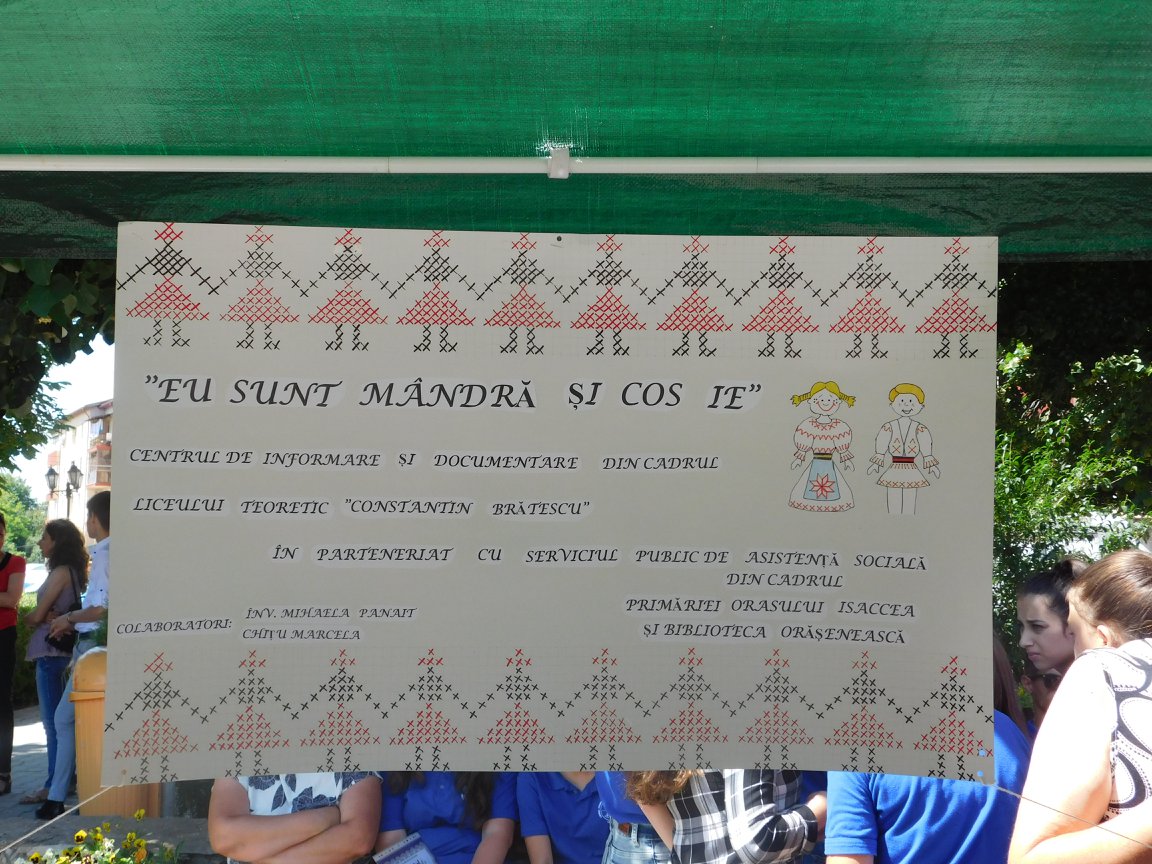 "EU SUNT MÂNDRĂ ȘI COS IE"
CENTRUL DE INFORMARE ȘI DOCUMENTARE DIN CADRUL
LICEULUI TEORETIC "CONSTANTIN BRĂTESCU"
ÎN PARTENERIAT CU SERVICIUL PUBLIC DE ASISTENȚĂ SOCIALĂ
DIN CADRUL
PRIMĂRIEI ORASULUI ISACCEA
ȘI BIBLIOTECA ORĂȘENEASCĂ
COLABORATORI: ÎNV. MIHAELA PANAIT
CHIȚU MARCELA